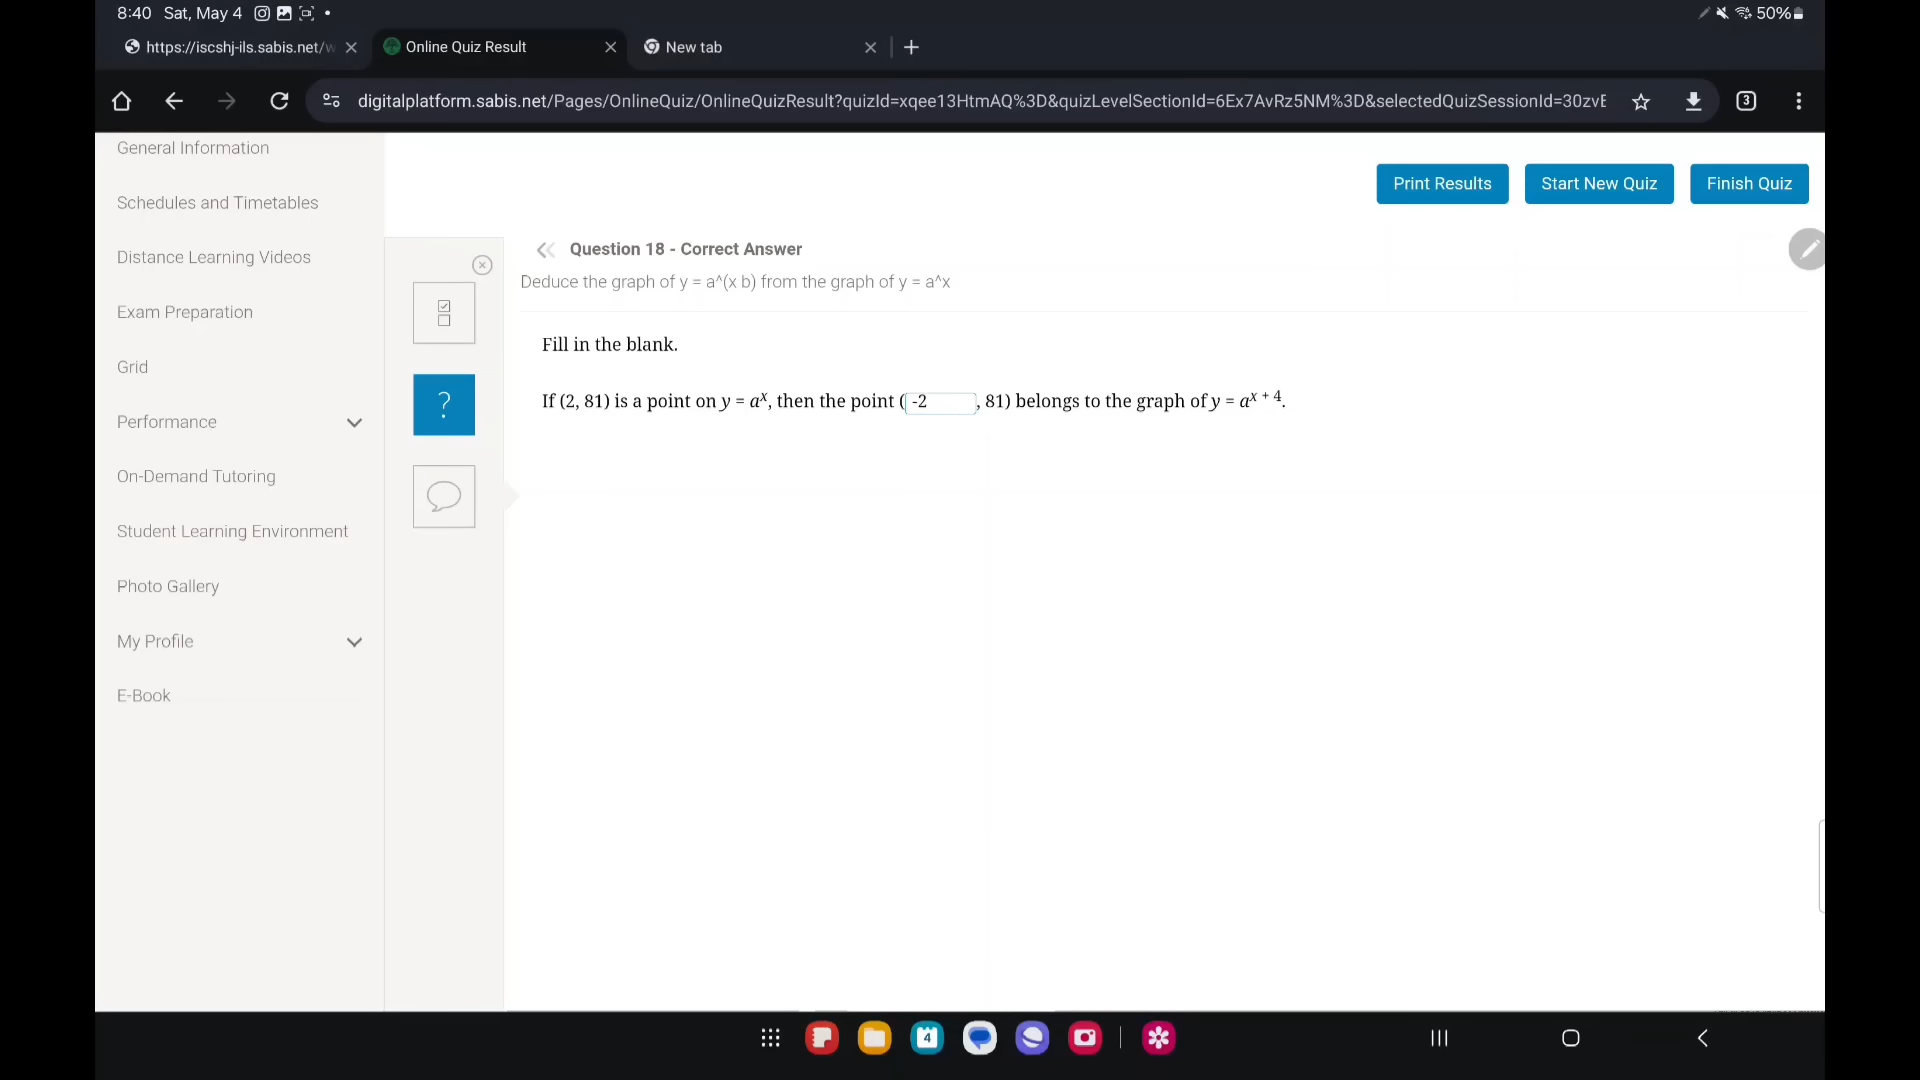 8:40 Sat, May 4 • 50%
https://iscshj-ils.sabis.net/w Online Quiz Result New tab
digitalplatform.sabis.net/Pages/OnlineQuiz/OnlineQuizResult?quizId=xqee13HtmAQ%3D&quizLevelSectionId=6Ex7AvRz5NM%3D&selectedQuizSessionId=30zvE 3
General Information
Schedules and Timetables
Distance Learning Videos
Exam Preparation
Grid
Performance
On-Demand Tutoring
Student Learning Environment
Photo Gallery
My Profile
E-Book
Print Results Start New Quiz Finish Quiz
Question 18 - Correct Answer
Deduce the graph of y = a^(x b) from the graph of y = a^x
?
Fill in the blank.
If (2, 81) is a point on y = aˣ, then the point ( -2 , 81) belongs to the graph of y = aˣ ⁺ ⁴.
4